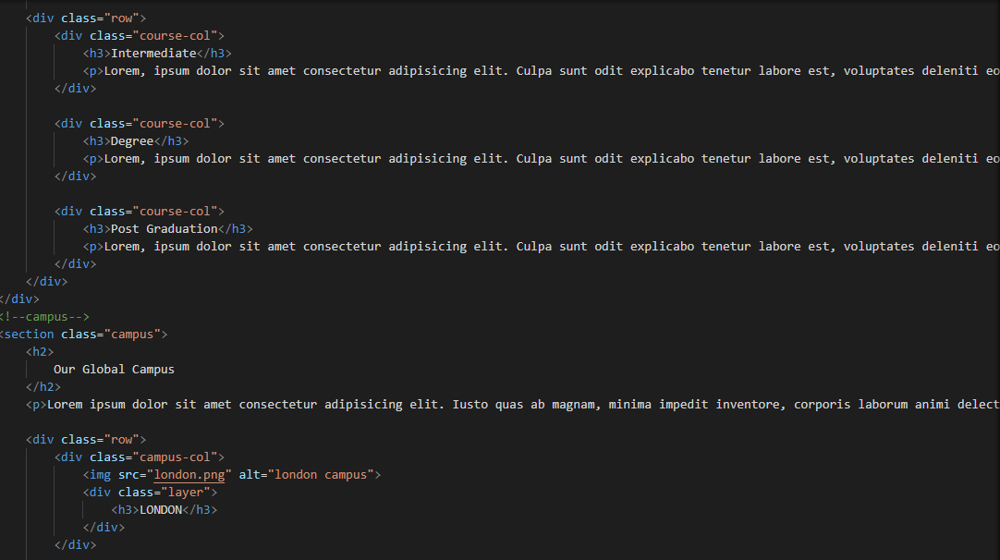 <div class="row">
<div class="course-col">
<h3>Intermediate</h3>
<p>Lorem, ipsum dolor sit amet consectetur adipisicing elit. Culpa sunt odit explicabo tenetur labore est, voluptates deleniti eo
</div>
<div class="course-col">
<h3>Degree</h3>
<p>Lorem, ipsum dolor sit amet consectetur adipisicing elit. Culpa sunt odit explicabo tenetur labore est, voluptates deleniti eo
</div>
<div class="course-col">
<h3>Post Graduation</h3>
<p>Lorem, ipsum dolor sit amet consectetur adipisicing elit. Culpa sunt odit explicabo tenetur labore est, voluptates deleniti eo
</div>
</div>
</div>
<!--campus-->
<section class="campus">
<h2>
Our Global Campus
</h2>
<p>Lorem ipsum dolor sit amet consectetur adipisicing elit. Iusto quas ab magnam, minima impedit inventore, corporis laborum animi delect
<div class="row">
<div class="campus-col">
<img src="london.png" alt="london campus">
<div class="layer">
<h3>LONDON</h3>
</div>
</div>